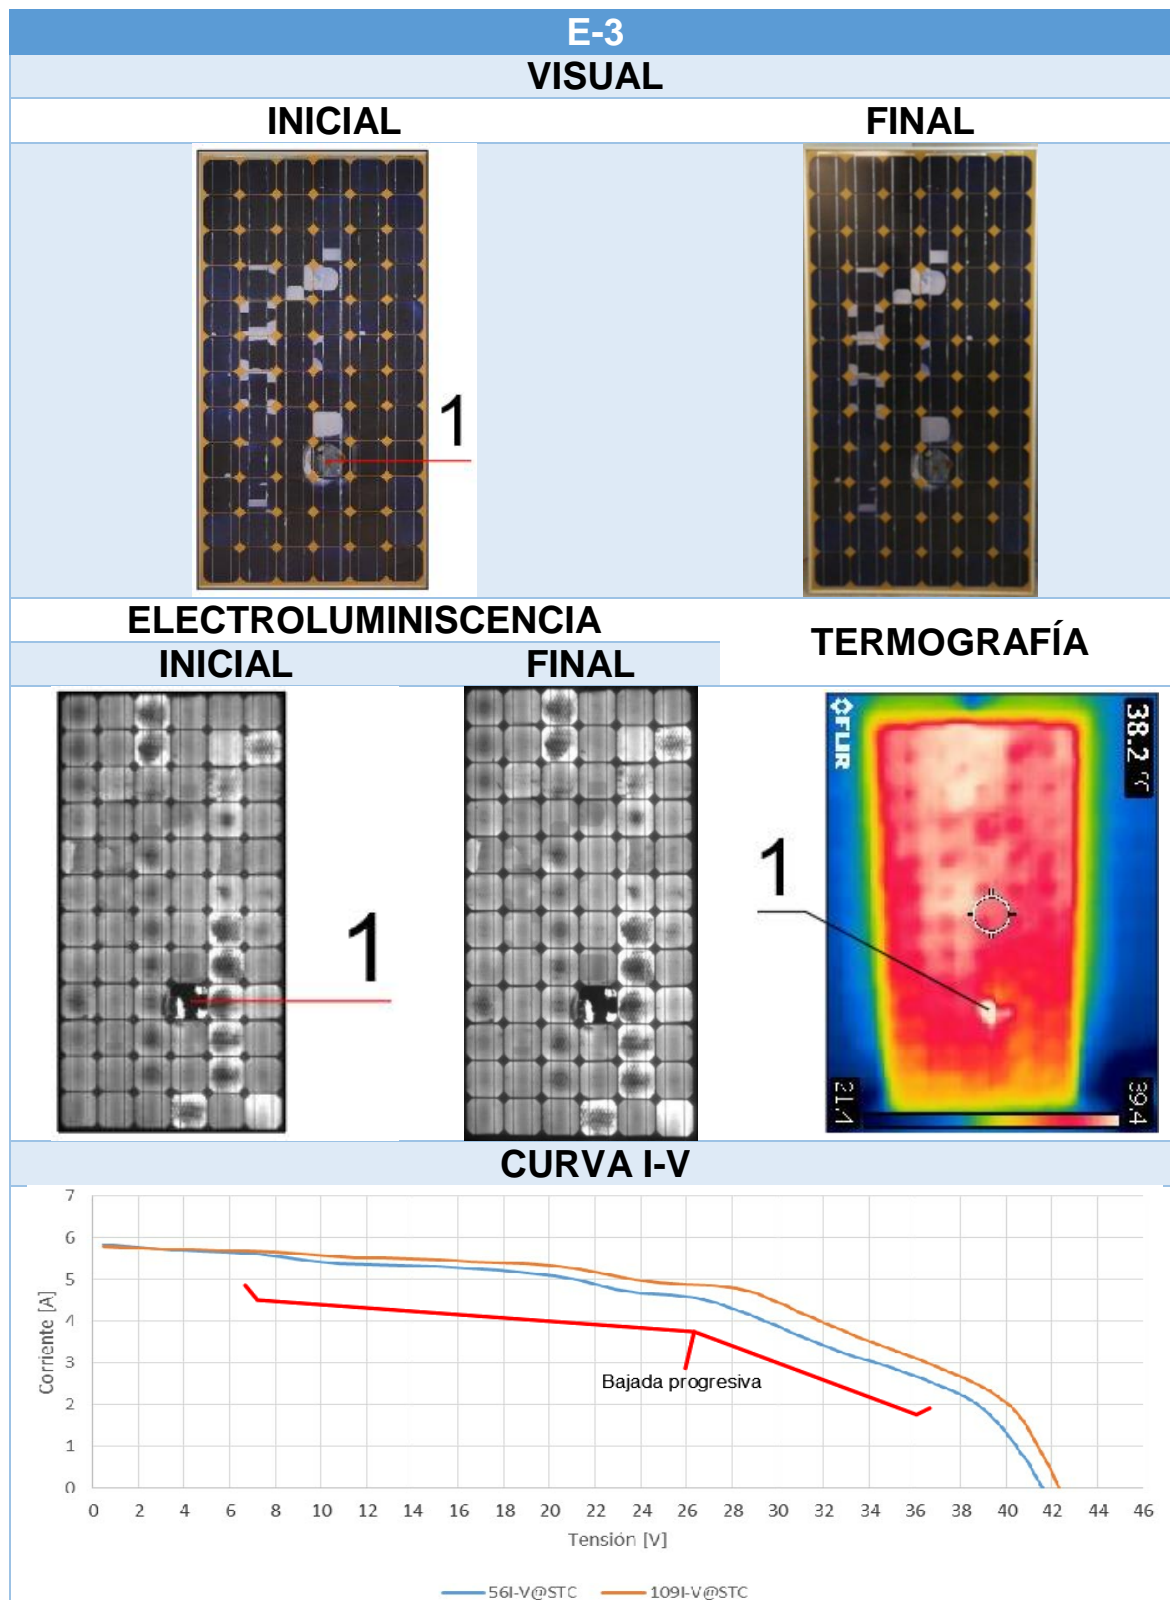 E-3
VISUAL
INICIAL FINAL
1
ELECTROLUMINISCENCIA
TERMOGRAFÍA
INICIAL FINAL
1
FLIR
38.2 °C
1
21.1
39.4
CURVA I-V
7
6
5
4
3
2
1
0
Corriente [A]
Bajada progresiva
0 2 4 6 8 10 12 14 16 18 20 22 24 26 28 30 32 34 36 38 40 42 44 46
Tensión [V]
56I-V@STC 109I-V@STC